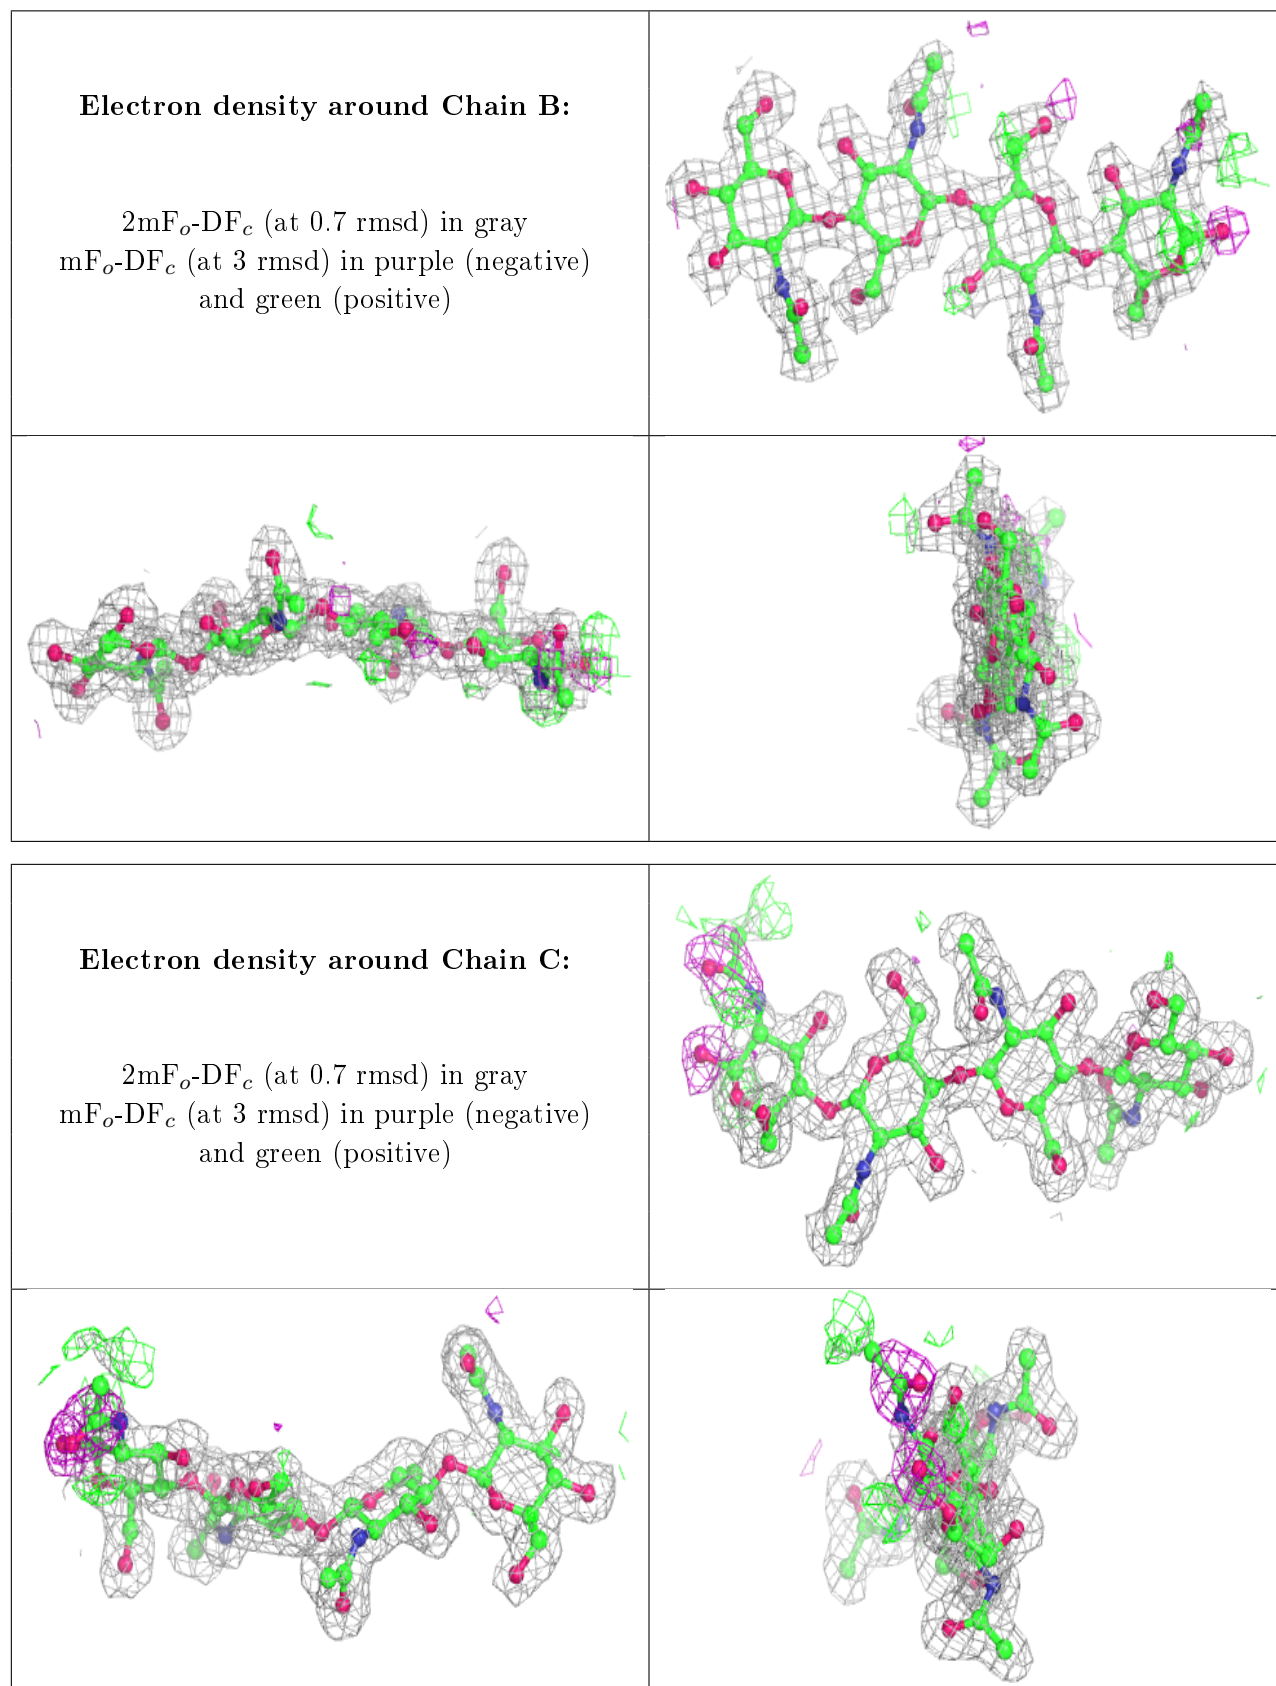 Electron density around Chain B:
2mFo-DFc (at 0.7 rmsd) in gray
mFo-DFc (at 3 rmsd) in purple (negative)
and green (positive)
Electron density around Chain C:
2mFo-DFc (at 0.7 rmsd) in gray
mFo-DFc (at 3 rmsd) in purple (negative)
and green (positive)